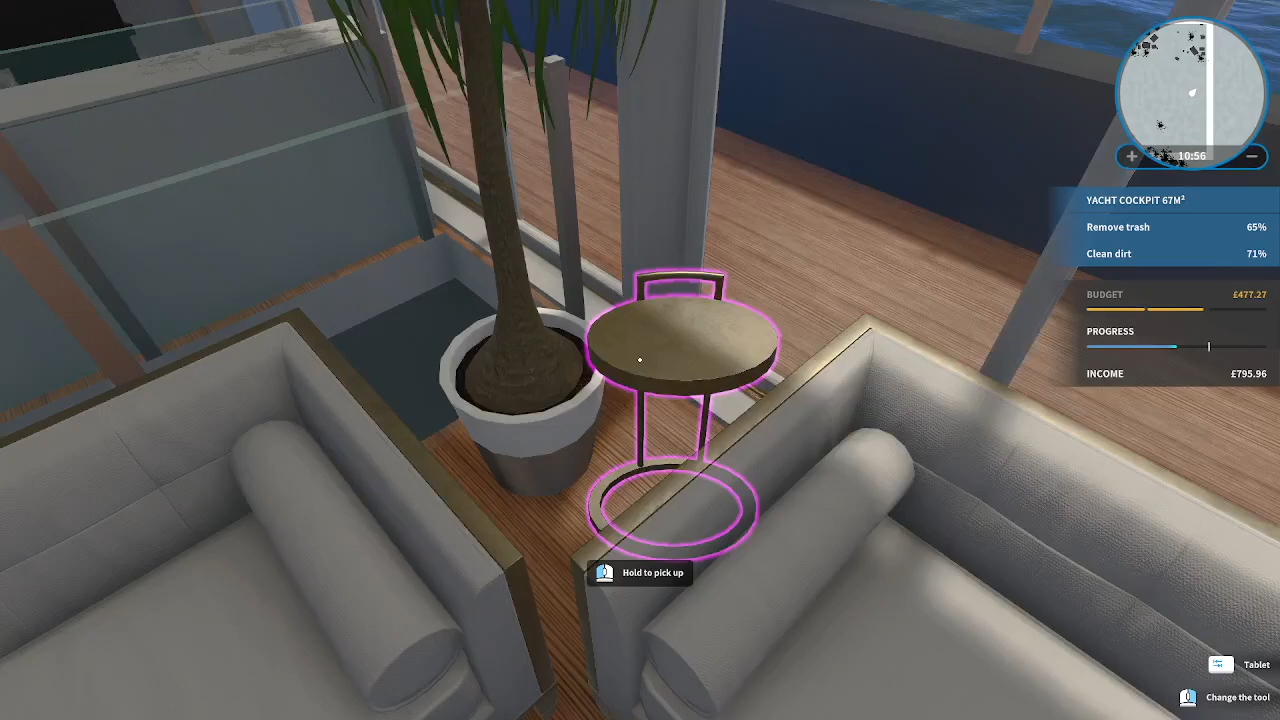 10:56
YACHT COCKPIT 67M²
Remove trash 65%
Clean dirt 71%
BUDGET £477.27
PROGRESS
INCOME £795.96
Hold to pick up
Tablet
Change the tool